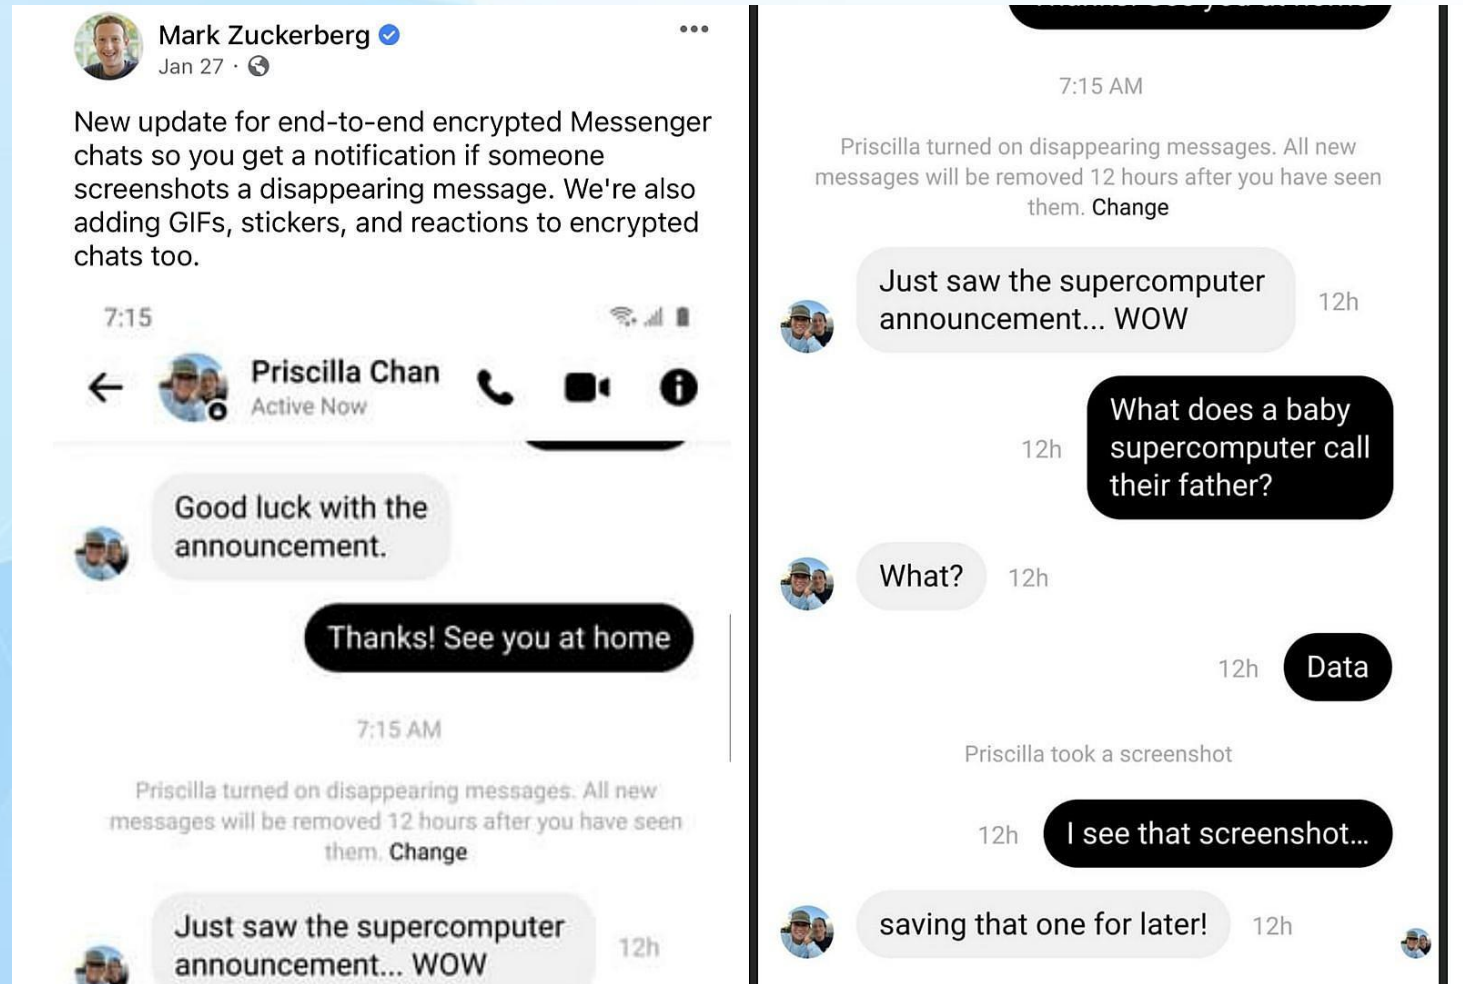 Mark Zuckerberg
Jan 27 ·
New update for end-to-end encrypted Messenger
chats so you get a notification if someone
screenshots a disappearing message. We're also
adding GIFs, stickers, and reactions to encrypted
chats too.
7:15
Priscilla Chan
Active Now
Good luck with the
announcement.
Thanks! See you at home
7:15 AM
Priscilla turned on disappearing messages. All new
messages will be removed 12 hours after you have seen
them. Change
Just saw the supercomputer
announcement... WOW
12h
Thanks! See you at home
7:15 AM
Priscilla turned on disappearing messages. All new
messages will be removed 12 hours after you have seen
them. Change
Just saw the supercomputer
announcement... WOW
12h
What does a baby
supercomputer call
their father?
12h
What?
12h
12h
Data
Priscilla took a screenshot
12h
I see that screenshot...
saving that one for later!
12h